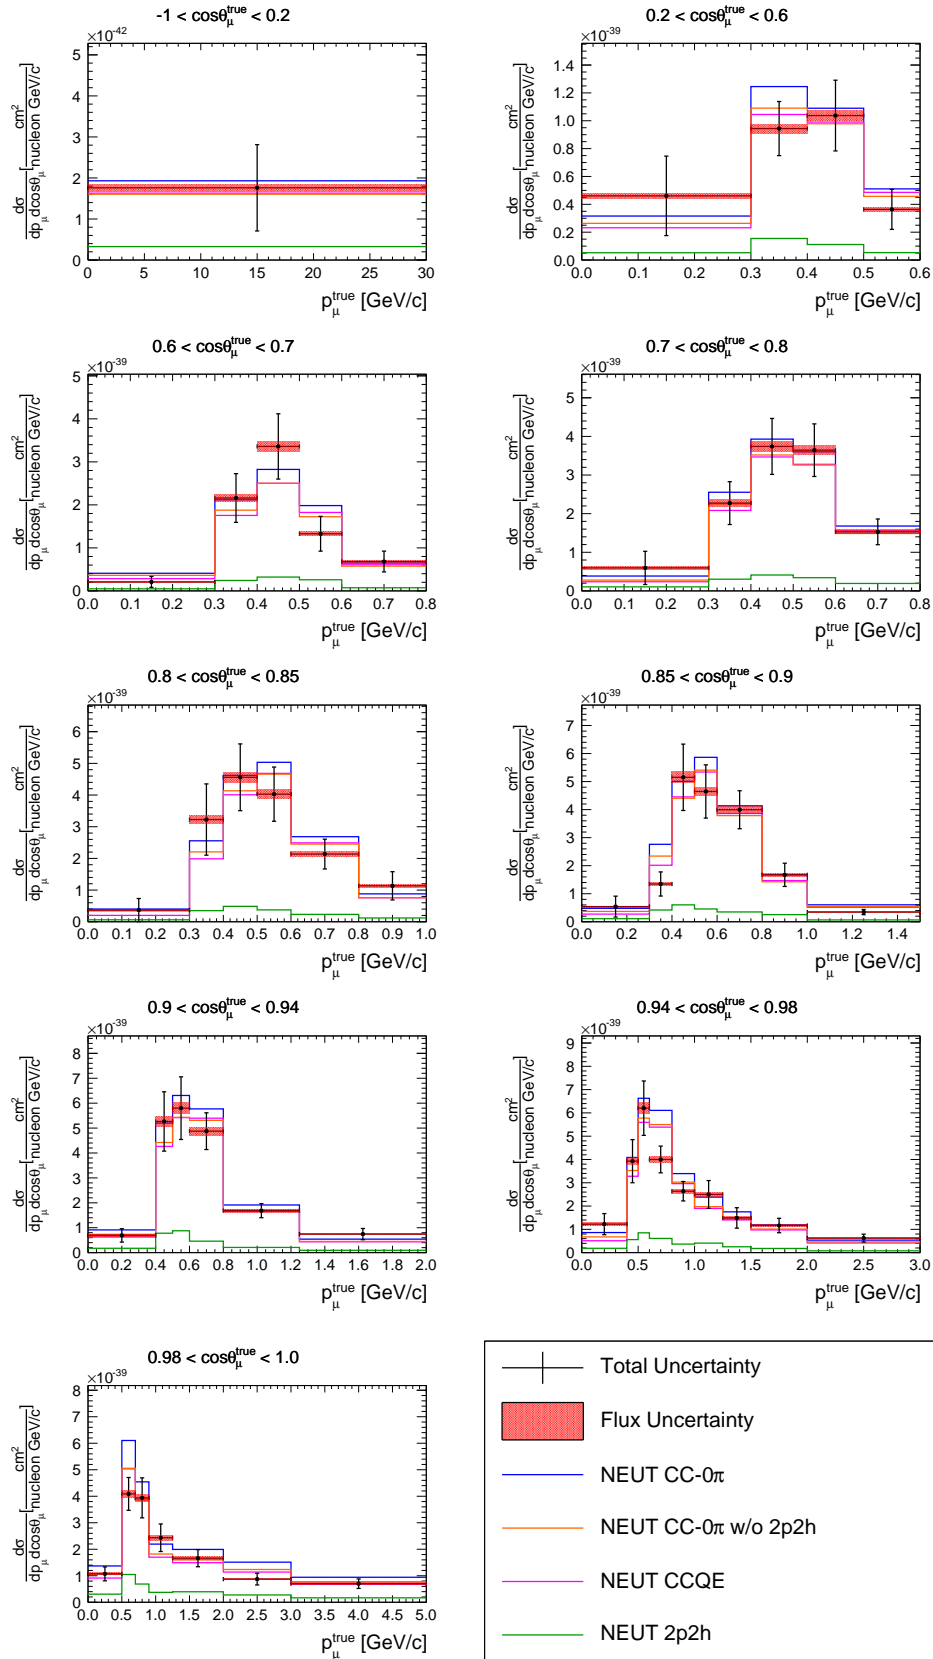 -1 < cosθ_μ^true < 0.2
×10^-42
dσ/(dp_μ dcosθ_μ) [cm²/(nucleon GeV/c)]
5
4
3
2
1
0
0 5 10 15 20 25 30
p_μ^true [GeV/c]
0.2 < cosθ_μ^true < 0.6
×10^-39
dσ/(dp_μ dcosθ_μ) [cm²/(nucleon GeV/c)]
1.4
1.2
1.0
0.8
0.6
0.4
0.2
0.0
0.0 0.1 0.2 0.3 0.4 0.5 0.6
p_μ^true [GeV/c]
0.6 < cosθ_μ^true < 0.7
×10^-39
dσ/(dp_μ dcosθ_μ) [cm²/(nucleon GeV/c)]
5
4
3
2
1
0
0.0 0.1 0.2 0.3 0.4 0.5 0.6 0.7 0.8
p_μ^true [GeV/c]
0.7 < cosθ_μ^true < 0.8
×10^-39
dσ/(dp_μ dcosθ_μ) [cm²/(nucleon GeV/c)]
5
4
3
2
1
0
0.0 0.1 0.2 0.3 0.4 0.5 0.6 0.7 0.8
p_μ^true [GeV/c]
0.8 < cosθ_μ^true < 0.85
×10^-39
dσ/(dp_μ dcosθ_μ) [cm²/(nucleon GeV/c)]
6
5
4
3
2
1
0
0.0 0.1 0.2 0.3 0.4 0.5 0.6 0.7 0.8 0.9 1.0
p_μ^true [GeV/c]
0.85 < cosθ_μ^true < 0.9
×10^-39
dσ/(dp_μ dcosθ_μ) [cm²/(nucleon GeV/c)]
7
6
5
4
3
2
1
0
0.0 0.2 0.4 0.6 0.8 1.0 1.2 1.4
p_μ^true [GeV/c]
0.9 < cosθ_μ^true < 0.94
×10^-39
dσ/(dp_μ dcosθ_μ) [cm²/(nucleon GeV/c)]
8
7
6
5
4
3
2
1
0
0.0 0.2 0.4 0.6 0.8 1.0 1.2 1.4 1.6 1.8 2.0
p_μ^true [GeV/c]
0.94 < cosθ_μ^true < 0.98
×10^-39
dσ/(dp_μ dcosθ_μ) [cm²/(nucleon GeV/c)]
9
8
7
6
5
4
3
2
1
0
0.0 0.5 1.0 1.5 2.0 2.5 3.0
p_μ^true [GeV/c]
0.98 < cosθ_μ^true < 1.0
×10^-39
dσ/(dp_μ dcosθ_μ) [cm²/(nucleon GeV/c)]
8
7
6
5
4
3
2
1
0
0.0 0.5 1.0 1.5 2.0 2.5 3.0 3.5 4.0 4.5 5.0
p_μ^true [GeV/c]
Total Uncertainty
Flux Uncertainty
NEUT CC-0π
NEUT CC-0π w/o 2p2h
NEUT CCQE
NEUT 2p2h